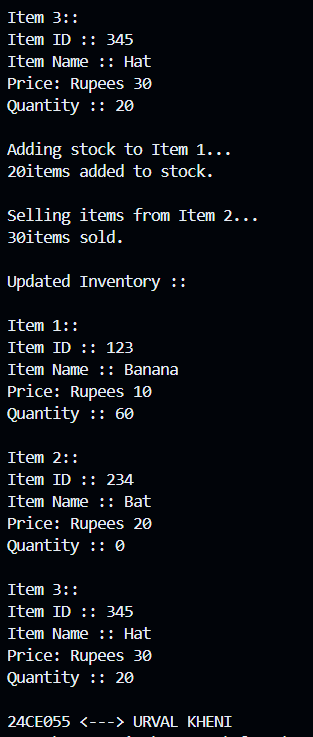 Item 3::
Item ID :: 345
Item Name :: Hat
Price: Rupees 30
Quantity :: 20
Adding stock to Item 1...
20items added to stock.
Selling items from Item 2...
30items sold.
Updated Inventory ::
Item 1::
Item ID :: 123
Item Name :: Banana
Price: Rupees 10
Quantity :: 60
Item 2::
Item ID :: 234
Item Name :: Bat
Price: Rupees 20
Quantity :: 0
Item 3::
Item ID :: 345
Item Name :: Hat
Price: Rupees 30
Quantity :: 20
24CE055 <---> URVAL KHENI